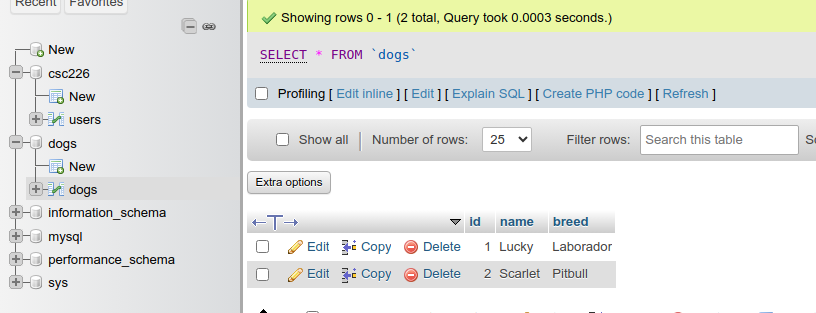 Recent Favorites
New
csc226
New
users
dogs
New
dogs
information_schema
mysql
performance_schema
sys
Showing rows 0 - 1 (2 total, Query took 0.0003 seconds.)
SELECT * FROM `dogs`
Profiling [ Edit inline ] [ Edit ] [ Explain SQL ] [ Create PHP code ] [ Refresh ]
Show all Number of rows: 25 Filter rows: Search this table
Extra options
id name breed
Edit Copy Delete 1 Lucky Laborador
Edit Copy Delete 2 Scarlet Pitbull